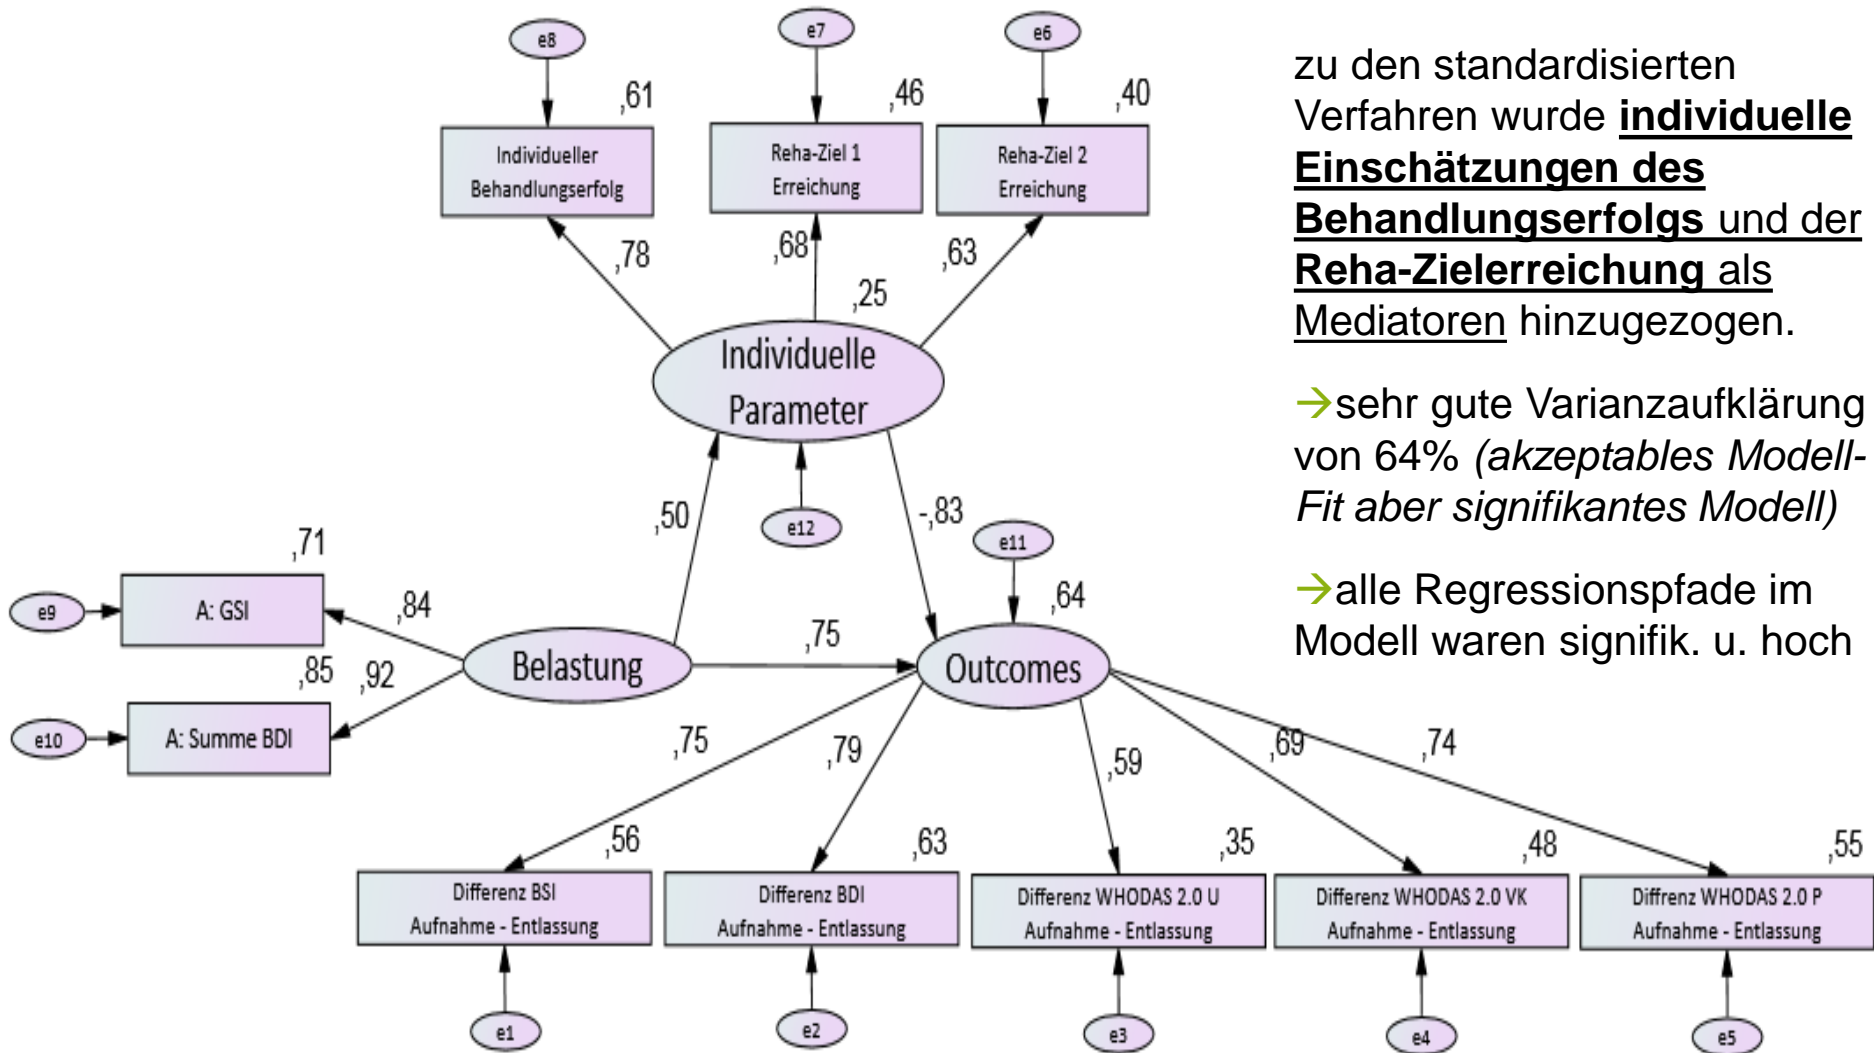 e8
e7
e6
,61
,46
,40
Individueller
Behandlungserfolg
Reha-Ziel 1
Erreichung
Reha-Ziel 2
Erreichung
,78
,68
,63
,25
Individuelle
Parameter
,50
e12
-,83
e11
,64
,71
e9
A: GSI
,84
,85
,92
e10
A: Summe BDI
Belastung
,75
Outcomes
,75
,79
,59
,69
,74
,56
,63
,35
,48
,55
Differenz BSI
Aufnahme - Entlassung
Differenz BDI
Aufnahme - Entlassung
Differenz WHODAS 2.0 U
Aufnahme - Entlassung
Differenz WHODAS 2.0 VK
Aufnahme - Entlassung
Diffrenz WHODAS 2.0 P
Aufnahme - Entlassung
e1
e2
e3
e4
e5
zu den standardisierten
Verfahren wurde individuelle
Einschätzungen des
Behandlungserfolgs und der
Reha-Zielerreichung als
Mediatoren hinzugezogen.
→sehr gute Varianzaufklärung
von 64% (akzeptables Modell-
Fit aber signifikantes Modell)
→alle Regressionspfade im
Modell waren signifik. u. hoch